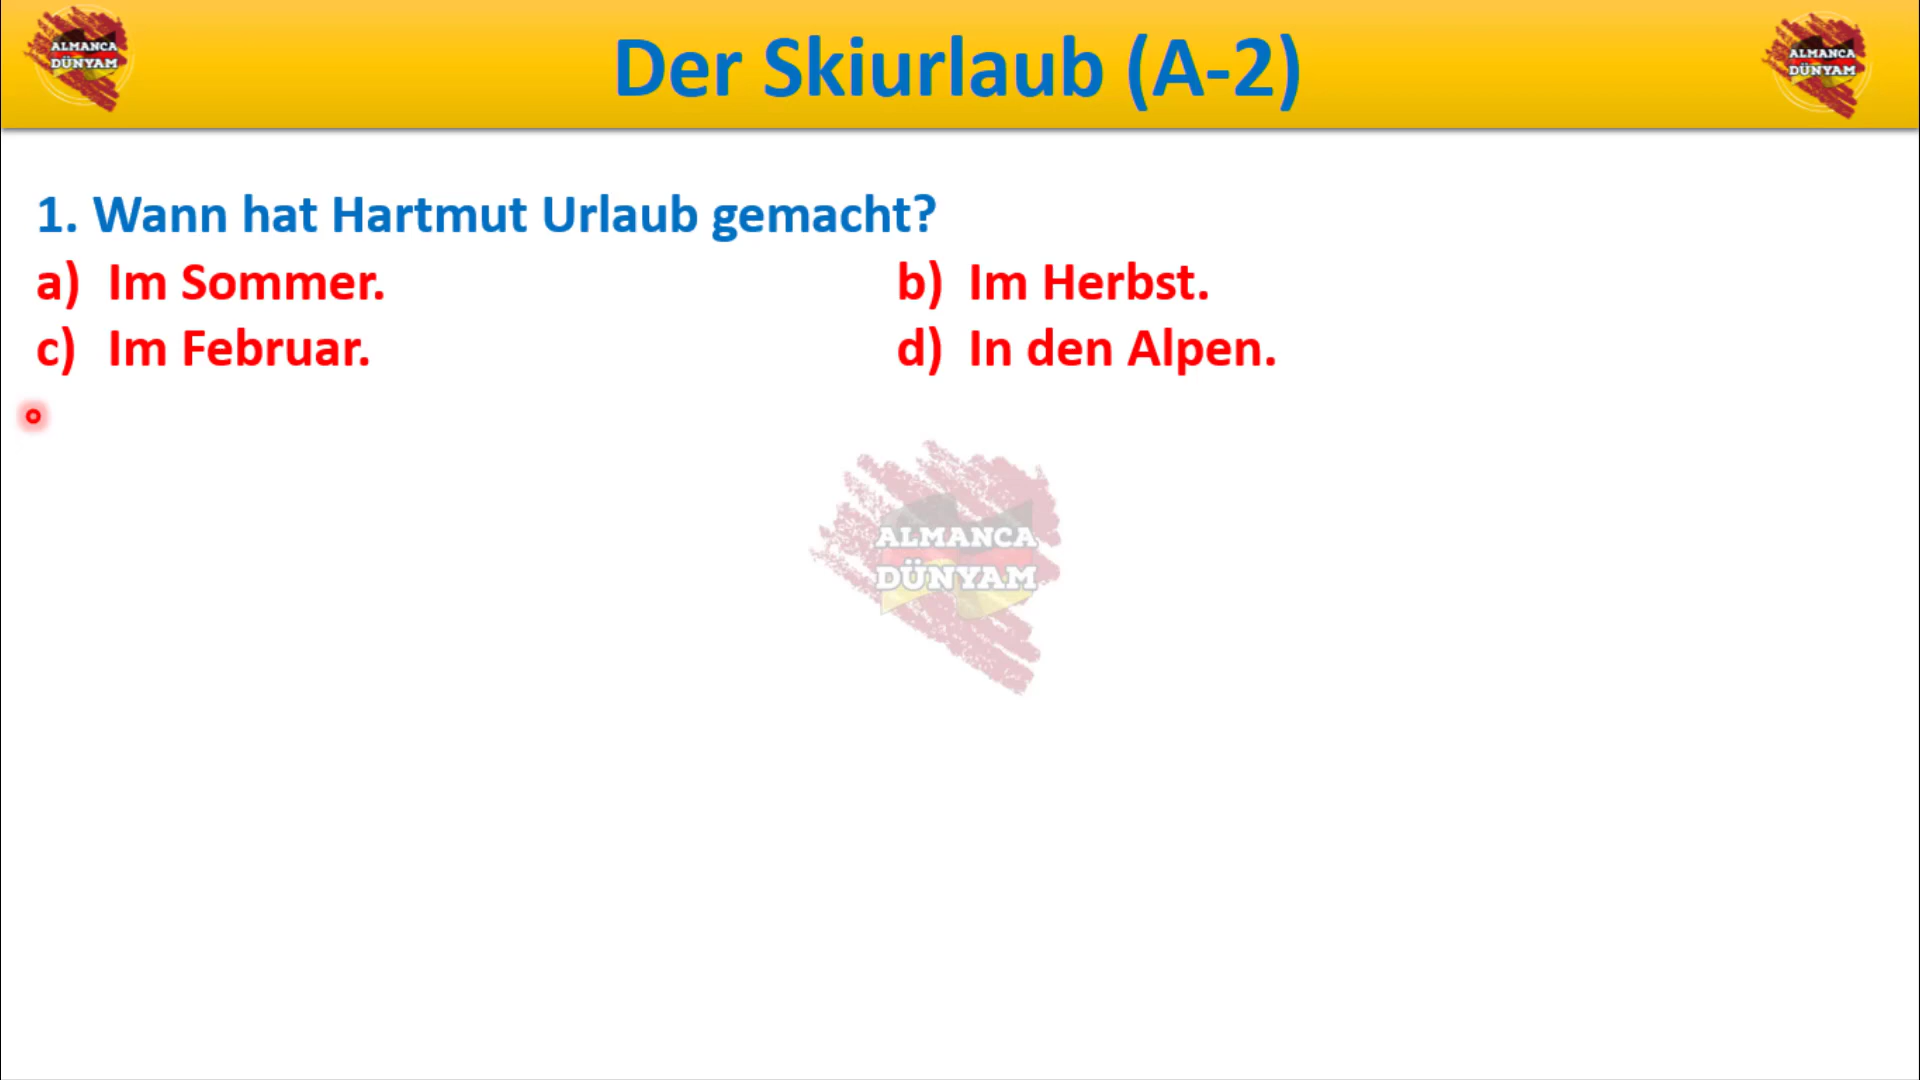 ALMANCA
DÜNYAM
Der Skiurlaub (A-2)
ALMANCA
DÜNYAM
1. Wann hat Hartmut Urlaub gemacht?
a) Im Sommer.
b) Im Herbst.
c) Im Februar.
d) In den Alpen.
ALMANCA
DÜNYAM